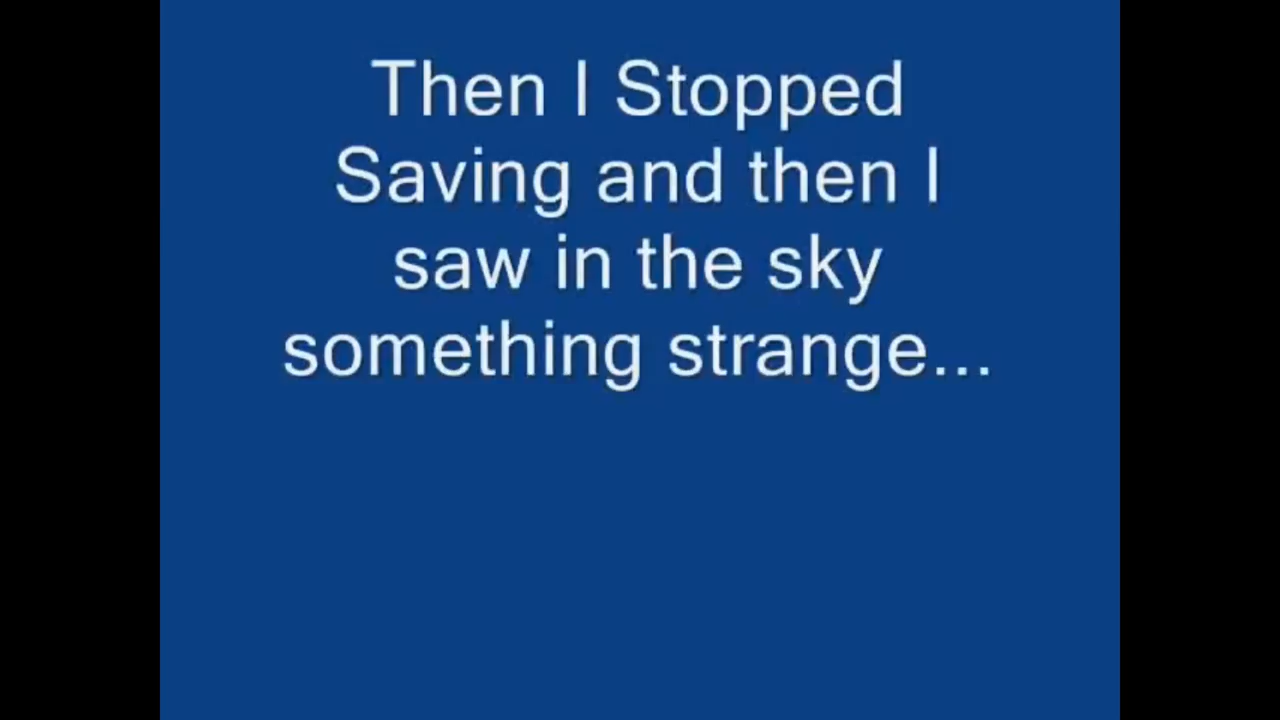 Then I Stopped
Saving and then I
saw in the sky
something strange...